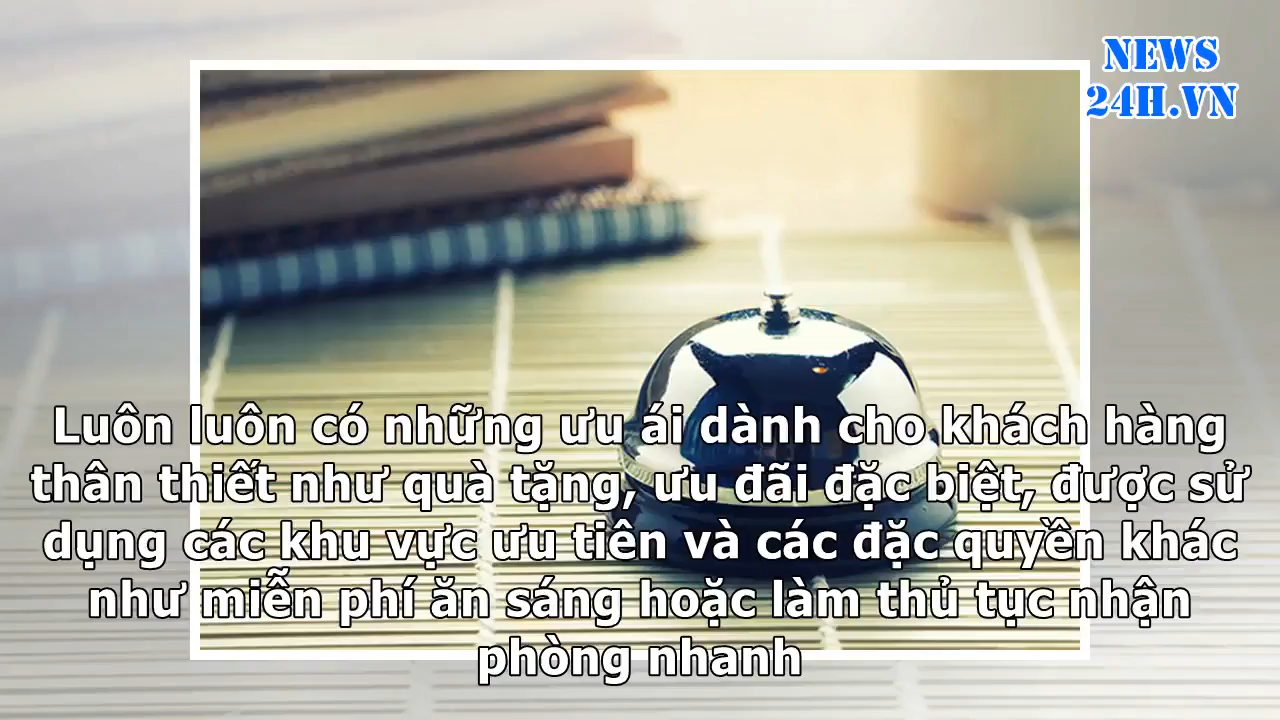 NEWS
24H.VN
Luôn luôn có những ưu ái dành cho khách hàng
thân thiết như quà tặng, ưu đãi đặc biệt, được sử
dụng các khu vực ưu tiên và các đặc quyền khác
như miễn phí ăn sáng hoặc làm thủ tục nhận
phòng nhanh